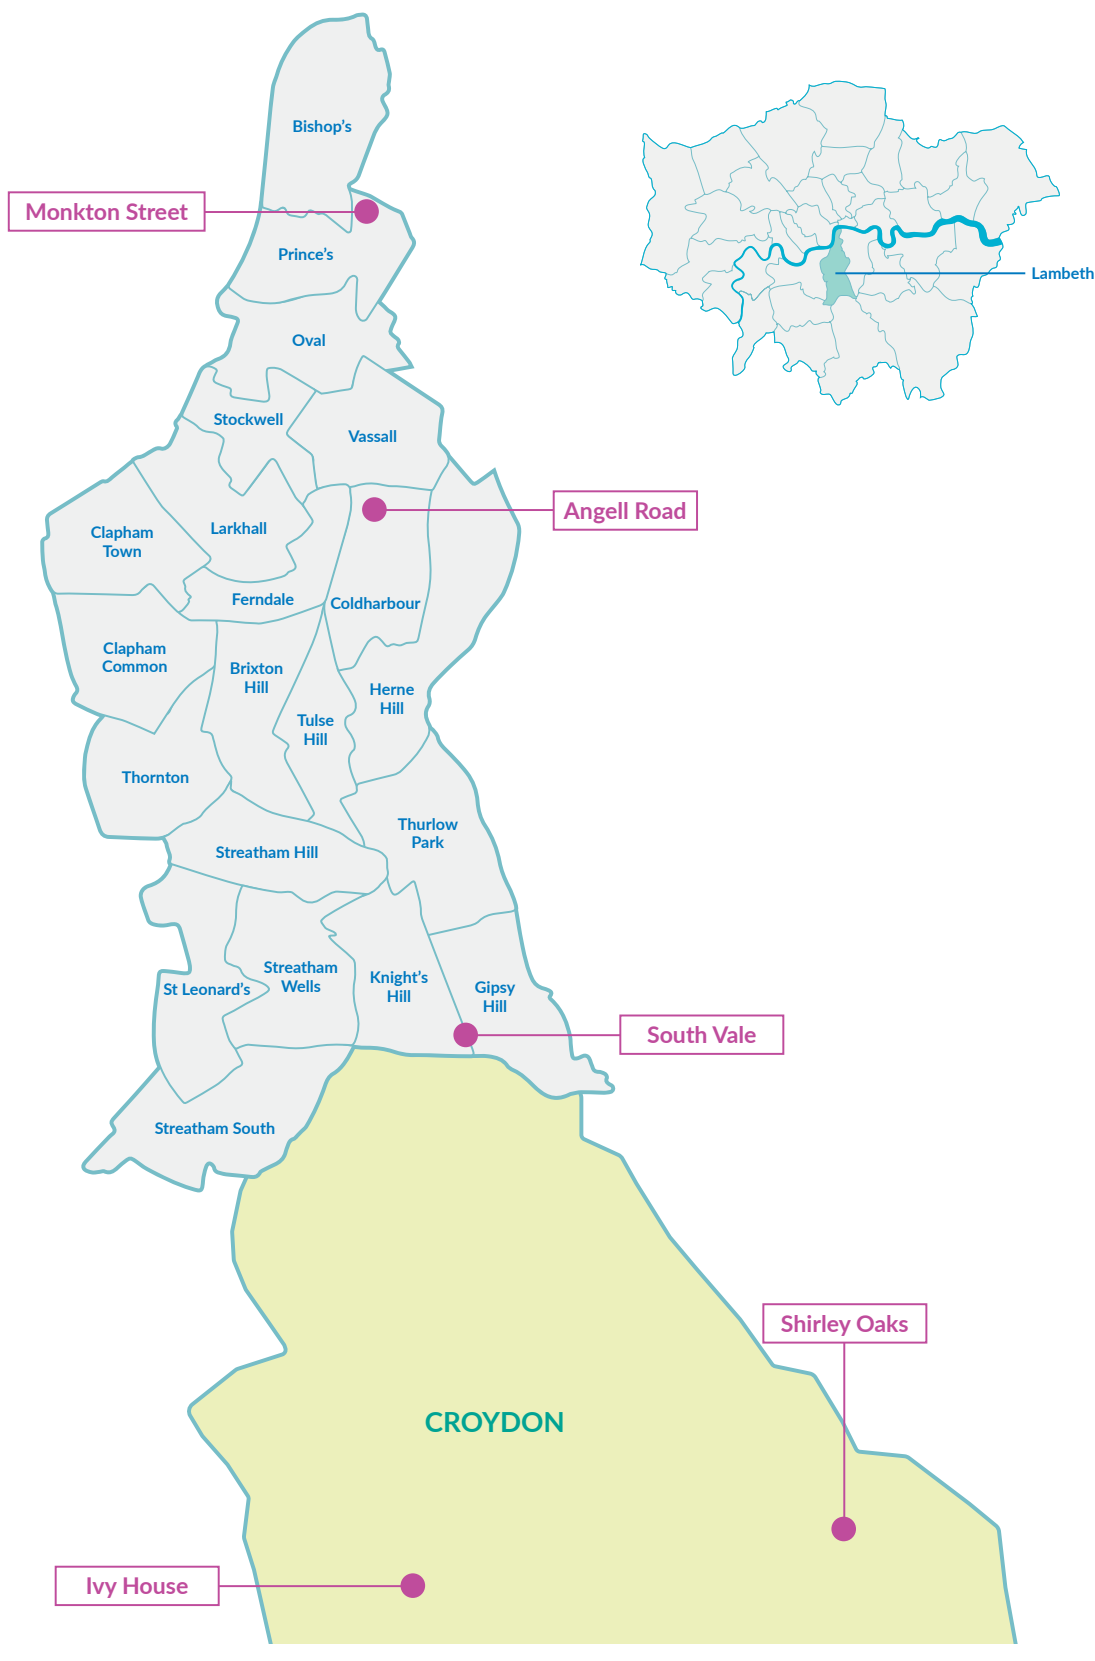 Bishop’s
Monkton Street
Prince’s
Lambeth
Oval
Stockwell
Vassall
Angell Road
Larkhall
Clapham
Town
Ferndale
Coldharbour
Clapham
Common
Brixton
Hill
Herne
Hill
Tulse
Hill
Thornton
Thurlow
Park
Streatham Hill
Streatham
Wells
Knight’s
Hill
St Leonard’s
Gipsy
Hill
South Vale
Streatham South
Shirley Oaks
CROYDON
Ivy House